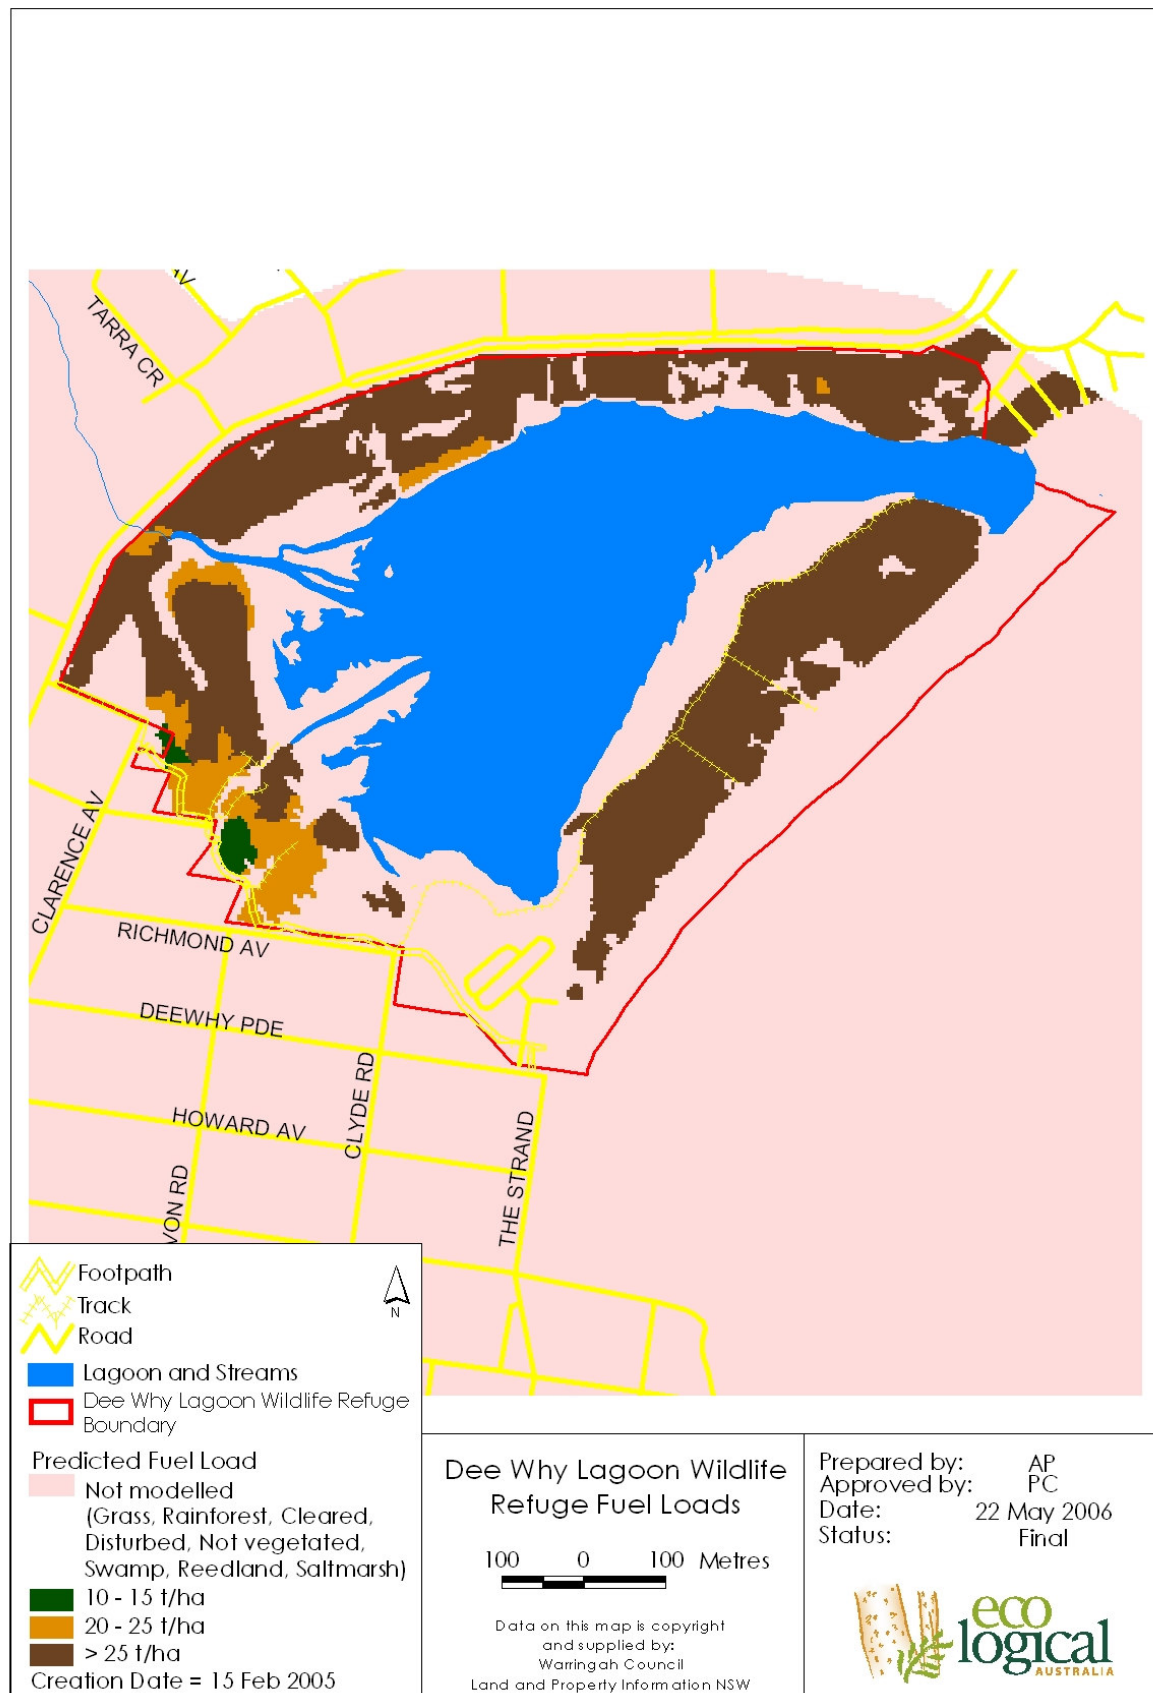 AV
TARRA CR
CLARENCE AV
RICHMOND AV
DEEWHY PDE
HOWARD AV
CLYDE RD
THE STRAND
VON RD
Footpath
Track
Road
N
Lagoon and Streams
Dee Why Lagoon Wildlife Refuge
Boundary
Predicted Fuel Load
Not modelled
(Grass, Rainforest, Cleared,
Disturbed, Not vegetated,
Swamp, Reedland, Saltmarsh)
10 - 15 t/ha
20 - 25 t/ha
> 25 t/ha
Creation Date = 15 Feb 2005
Dee Why Lagoon Wildlife
Refuge Fuel Loads
100 0 100 Metres
Data on this map is copyright
and supplied by:
Warringah Council
Land and Property Information NSW
Prepared by: AP
Approved by: PC
Date: 22 May 2006
Status: Final
eco
logical
AUSTRALIA